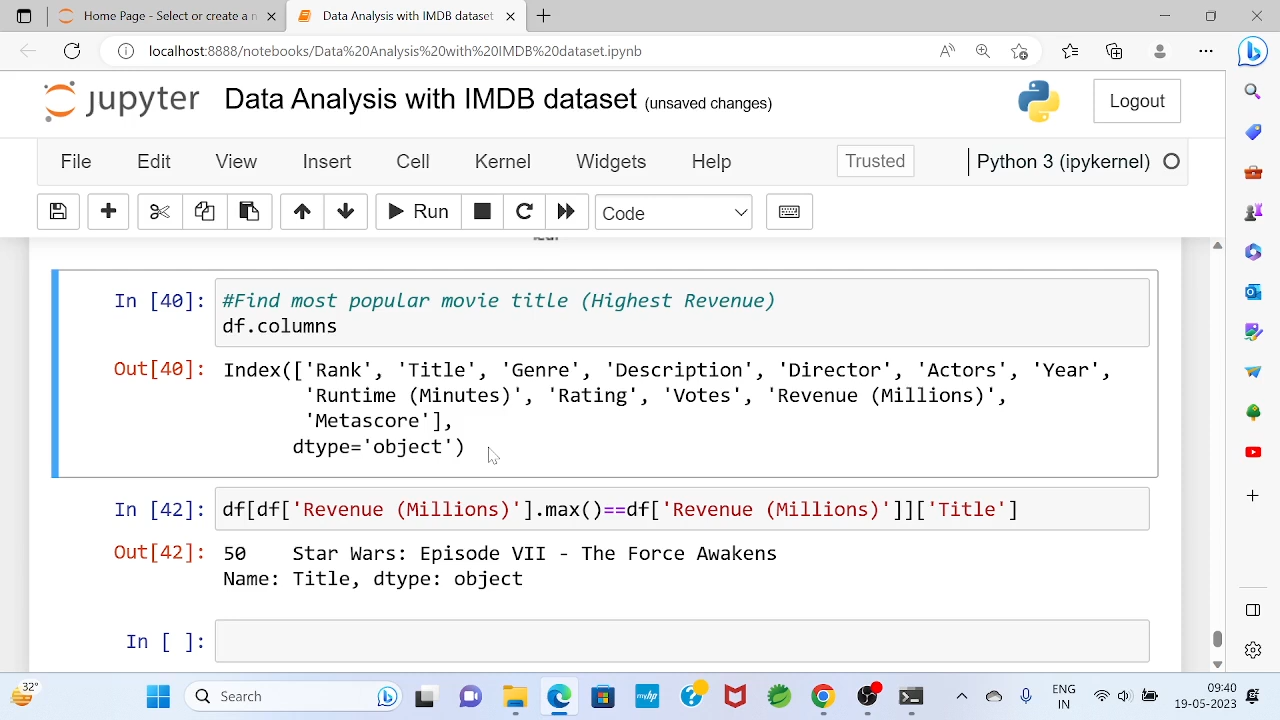 Home Page - Select or create a n
Data Analysis with IMDB dataset
localhost:8888/notebooks/Data%20Analysis%20with%20IMDB%20dataset.ipynb
jupyter Data Analysis with IMDB dataset (unsaved changes)
Logout
File Edit View Insert Cell Kernel Widgets Help Trusted Python 3 (ipykernel)
Run Code
In [40]: #Find most popular movie title (Highest Revenue)
df.columns
Out[40]: Index(['Rank', 'Title', 'Genre', 'Description', 'Director', 'Actors', 'Year',
'Runtime (Minutes)', 'Rating', 'Votes', 'Revenue (Millions)',
'Metascore'],
dtype='object')
In [42]: df[df['Revenue (Millions)'].max()==df['Revenue (Millions)']]['Title']
Out[42]: 50 Star Wars: Episode VII - The Force Awakens
Name: Title, dtype: object
In [ ]:
32°
Search
ENG
IN
09:40
19-05-2023